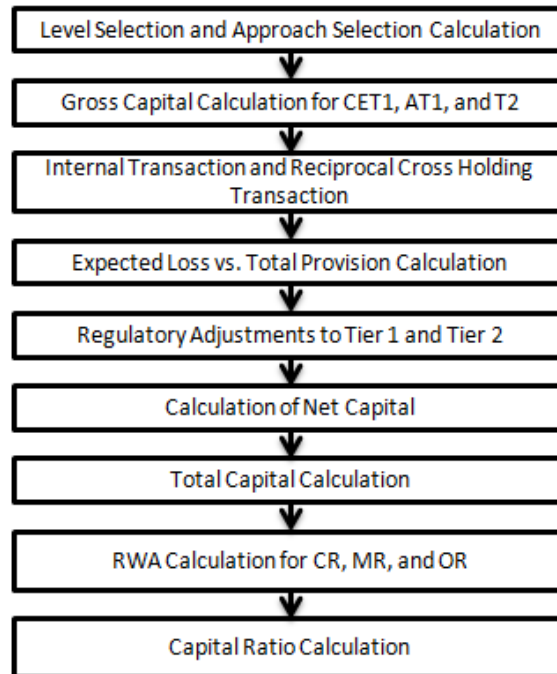 Level Selection and Approach Selection Calculation
Gross Capital Calculation for CET1, AT1, and T2
Internal Transaction and Reciprocal Cross Holding
Transaction
Expected Loss vs. Total Provision Calculation
Regulatory Adjustments to Tier 1 and Tier 2
Calculation of Net Capital
Total Capital Calculation
RWA Calculation for CR, MR, and OR
Capital Ratio Calculation